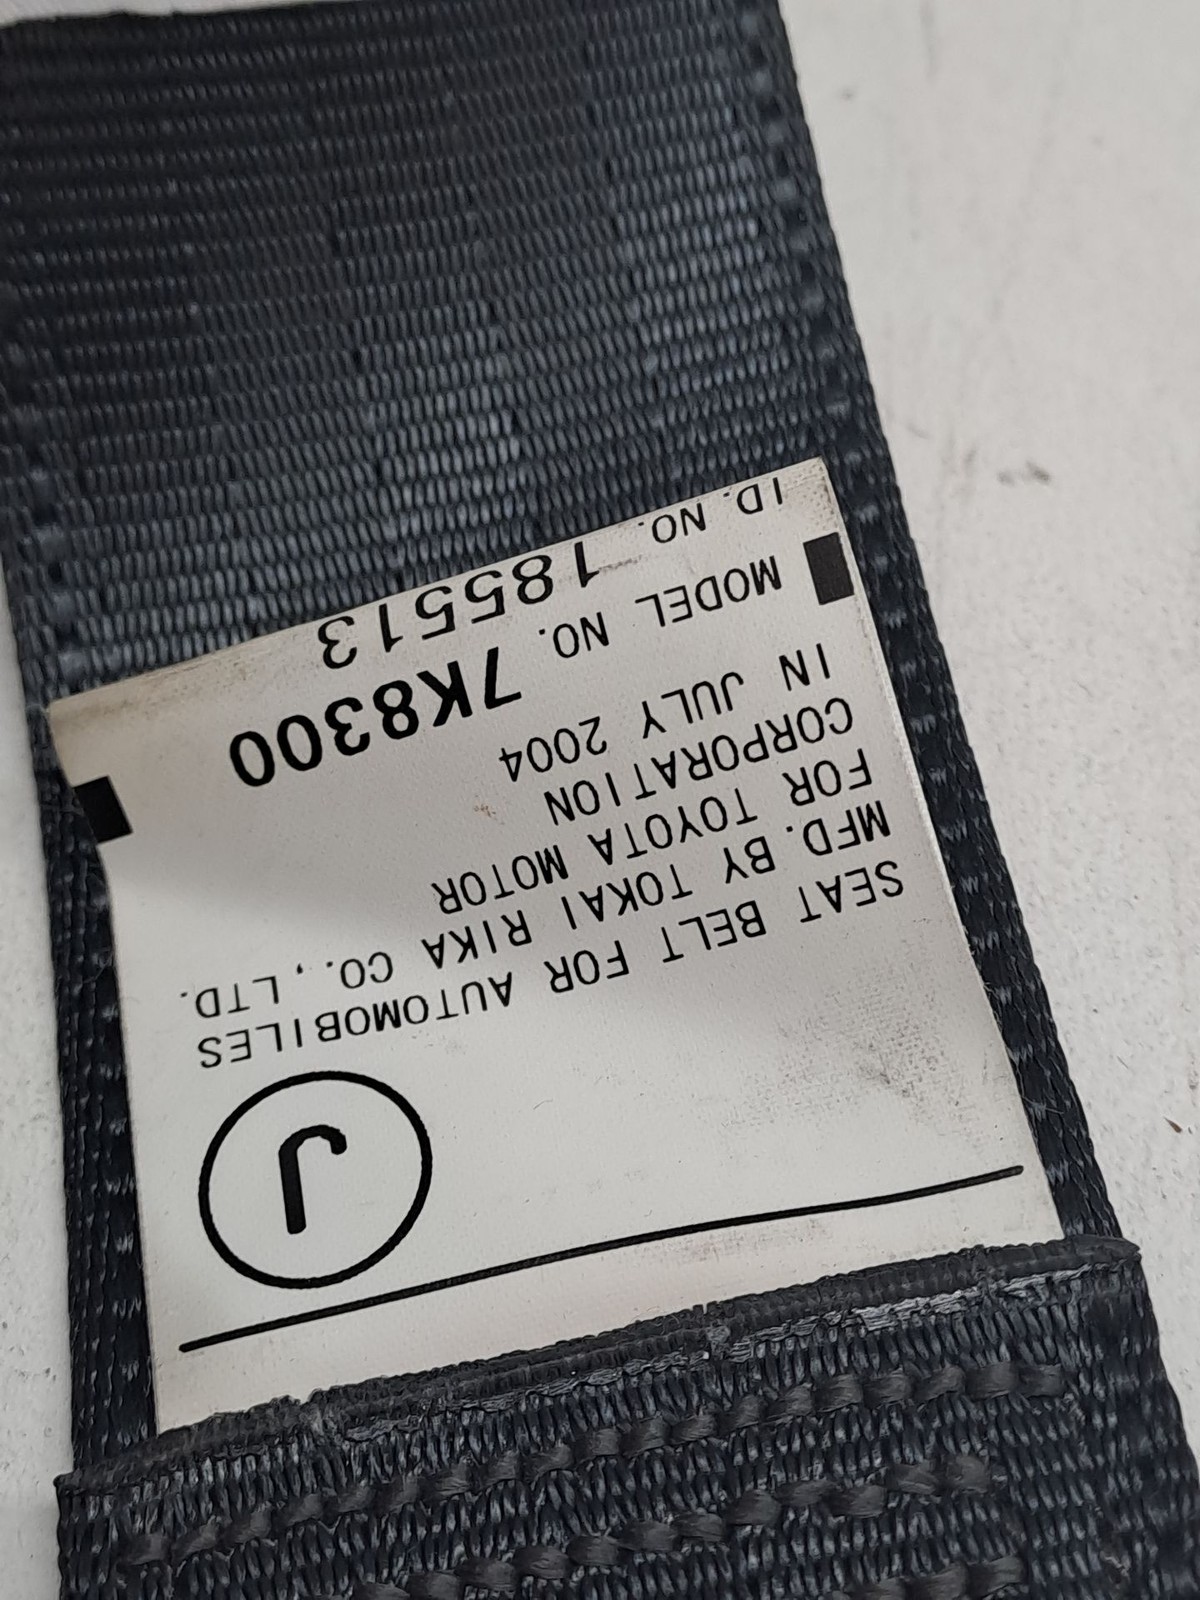 J
SEAT BELT FOR AUTOMOBILES
MFD. BY TOKAI RIKA CO., LTD.
FOR TOYOTA MOTOR
CORPORATION
IN JULY 2004
MODEL NO. 7K8300
ID. NO. 185513